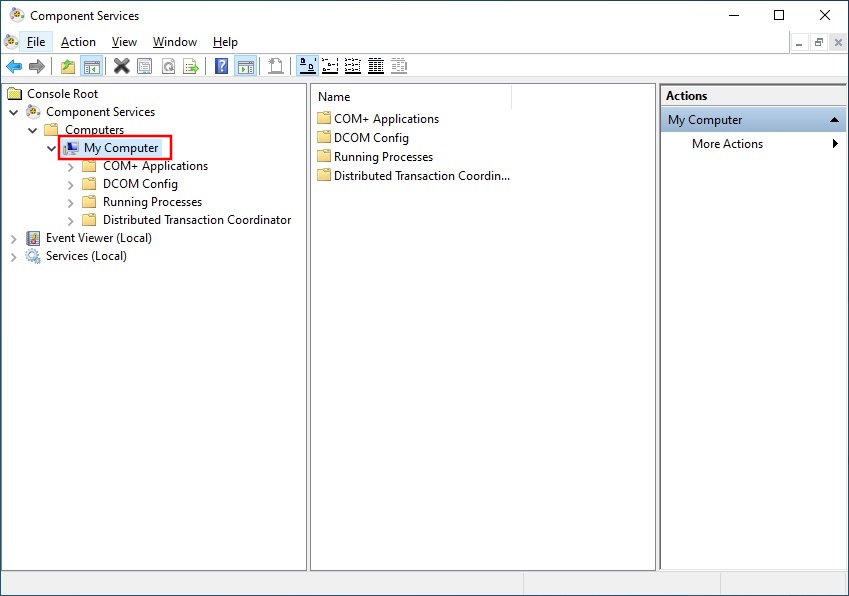 Component Services
File Action View Window Help
Console Root
Component Services
Computers
My Computer
COM+ Applications
DCOM Config
Running Processes
Distributed Transaction Coordinator
Event Viewer (Local)
Services (Local)
Name
COM+ Applications
DCOM Config
Running Processes
Distributed Transaction Coordin...
Actions
My Computer
More Actions